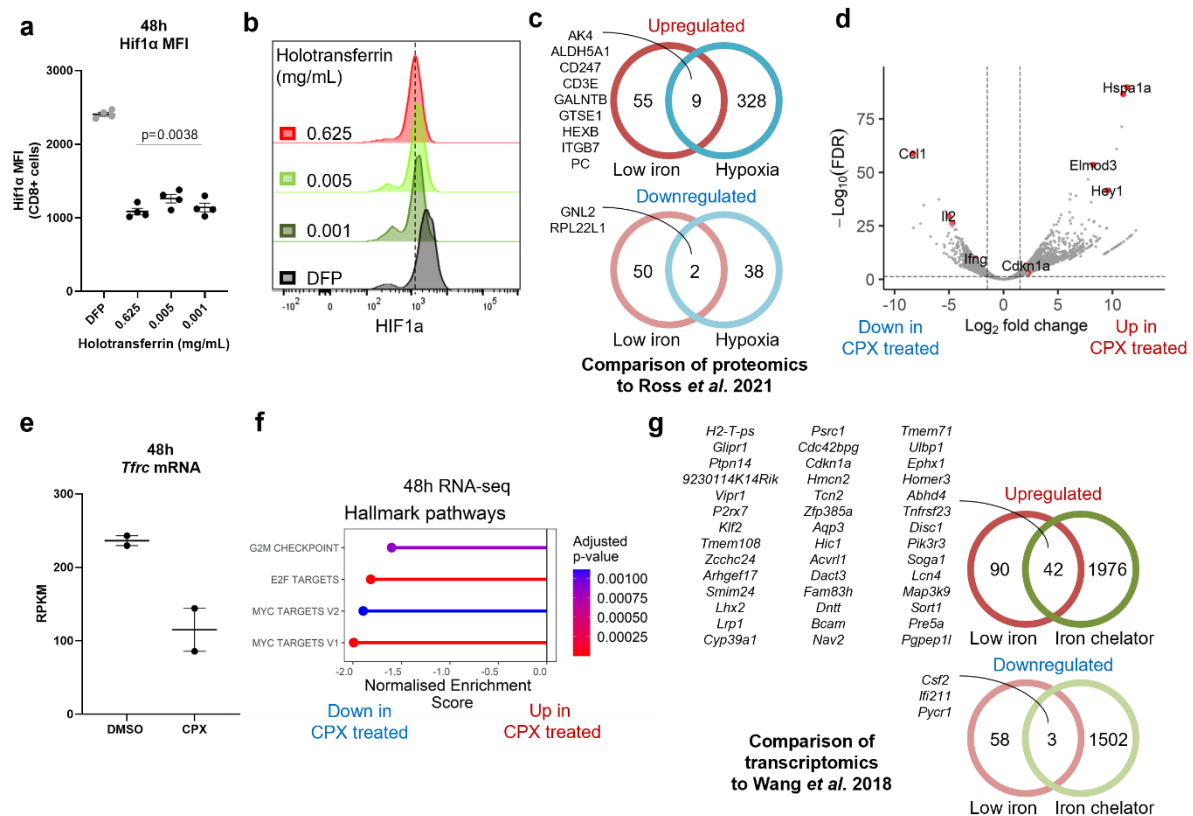 a
48h
Hif1α MFI
3000
2000
1000
0
Hif1α MFI
(CD8+ cells)
p=0.0038
DFP
0.625
0.005
0.001
Holotransferrin (mg/mL)
b
Holotransferrin
(mg/mL)
0.625
0.005
0.001
DFP
-10²
10²
10³
10⁵
HIF1a
c
Upregulated
AK4
ALDH5A1
CD247
CD3E
GALNTB
GTSE1
HEXB
ITGB7
PC
55
9
328
Low iron
Hypoxia
Downregulated
GNL2
RPL22L1
50
2
38
Low iron
Hypoxia
Comparison of proteomics
to Ross et al. 2021
d
−Log₁₀(FDR)
100
75
50
25
0
Hspa1a
Ccl1
Elmod3
Hey1
Il2
Ifng
Cdkn1a
-10
-5
0
5
10
Log₂ fold change
Down in
CPX treated
Up in
CPX treated
e
48h
Tfrc mRNA
300
200
100
0
RPKM
DMSO
CPX
f
48h RNA-seq
Hallmark pathways
G2M CHECKPOINT
E2F TARGETS
MYC TARGETS V2
MYC TARGETS V1
-2.0
-1.5
-1.0
-0.5
0.0
Normalised Enrichment
Score
Down in
CPX treated
Up in
CPX treated
Adjusted
p-value
0.00100
0.00075
0.00050
0.00025
g
H2-T-ps
Glipr1
Ptpn14
9230114K14Rik
Vipr1
P2rx7
Klf2
Tmem108
Zcchc24
Arhgef17
Smim24
Lhx2
Lrp1
Cyp39a1
Psrc1
Cdc42bpg
Cdkn1a
Hmcn2
Tcn2
Zfp385a
Aqp3
Hic1
Acvrl1
Dact3
Fam83h
Dntt
Bcam
Nav2
Tmem71
Ulbp1
Ephx1
Homer3
Abhd4
Tnfrsf23
Disc1
Pik3r3
Soga1
Lcn4
Map3k9
Sort1
Pre5a
Pgpep1l
Upregulated
90
42
1976
Low iron
Iron chelator
Downregulated
Csf2
Ifi211
Pycr1
58
3
1502
Low iron
Iron chelator
Comparison of
transcriptomics
to Wang et al. 2018